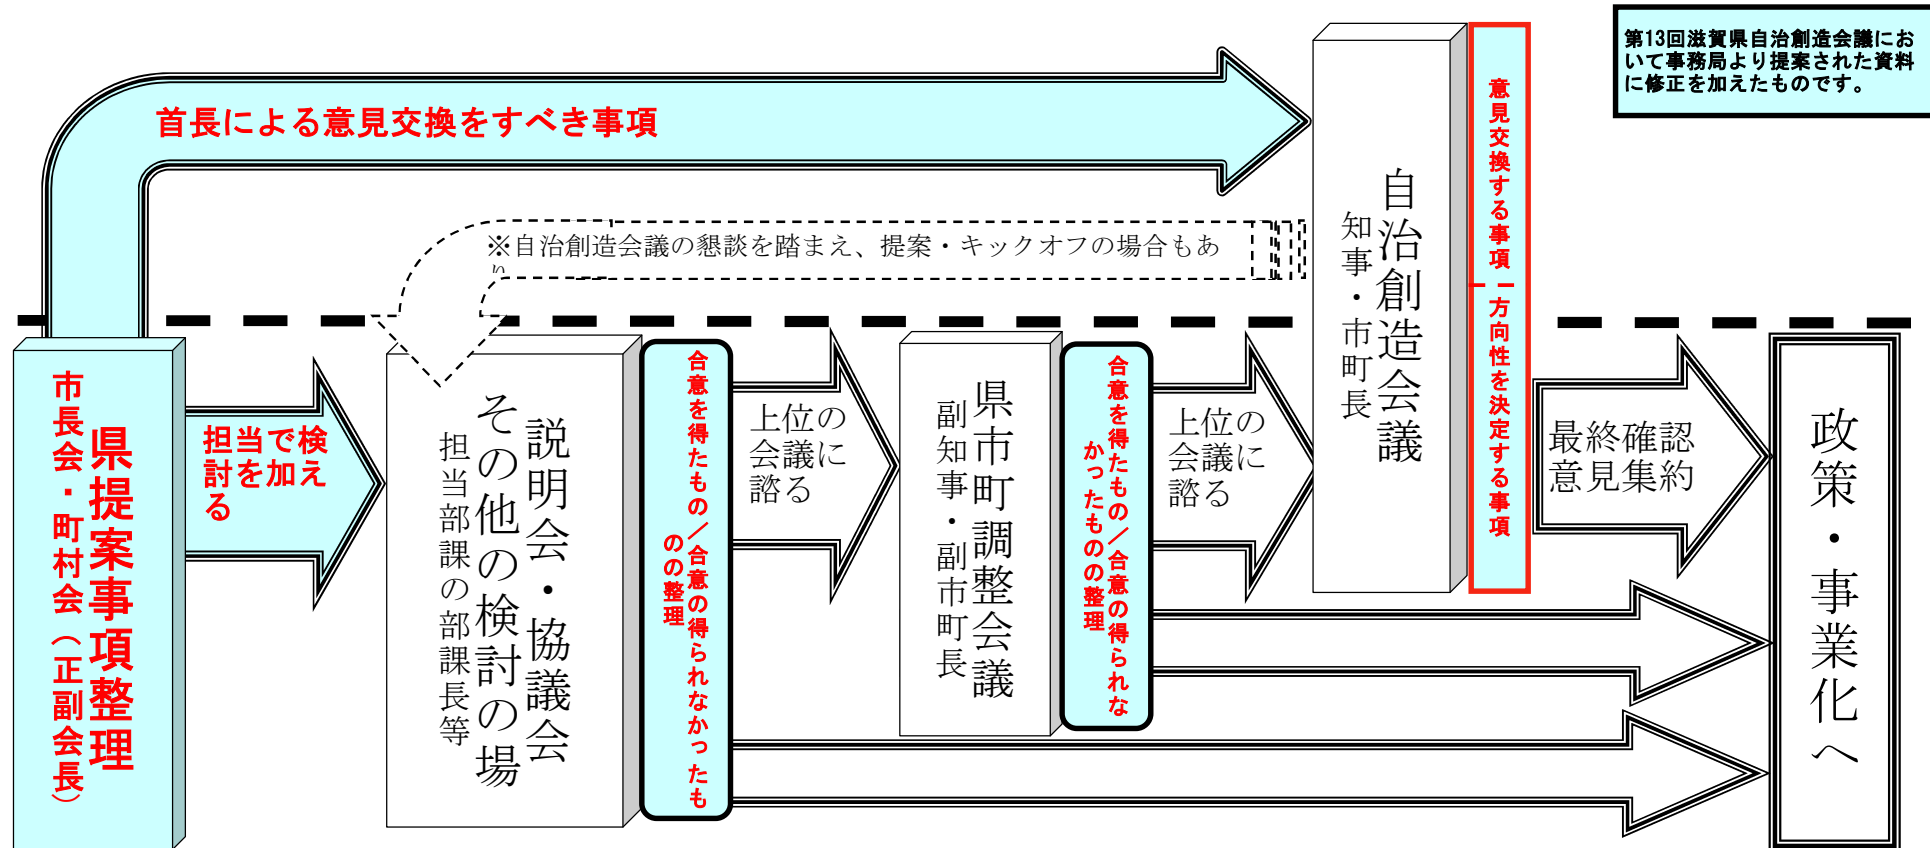 第13回滋賀県自治創造会議にお
いて事務局より提案された資料
に修正を加えたものです。
首長による意見交換をすべき事項
※自治創造会議の懇談を踏まえ、提案・キックオフの場合もあ
り
県提案事項整理
市長会・町村会（正副会長）
担当で検
討を加え
る
説明会・協議会
その他の検討の場
担当部課の部課長等
合意を得たもの／合意の得られなかったも
のの整理
上位の
会議に
諮る
県市町調整会議
副知事・副市町長
合意を得たもの／合意の得られな
かったものの整理
上位の
会議に
諮る
自治創造会議
知事・市町長
意見交換する事項
方向性を決定する事項
最終確認
意見集約
政策・事業化へ